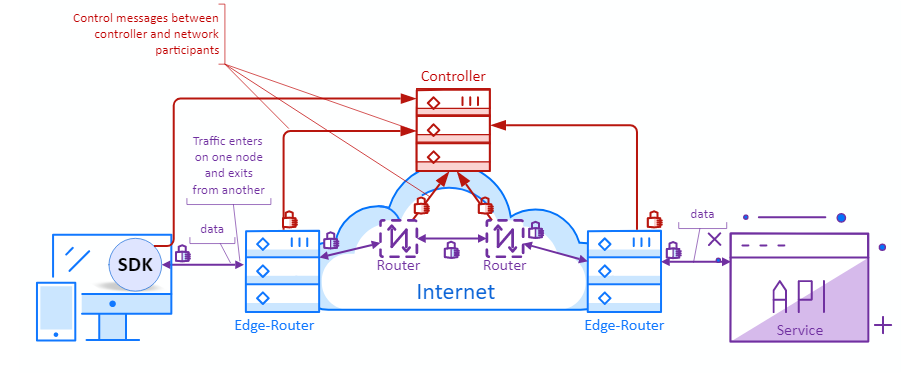 Control messages between
controller and network
participants
Controller
Traffic enters
on one node
and exits
from another
data
data
SDK
Router
Router
Internet
API
Service
Edge-Router
Edge-Router